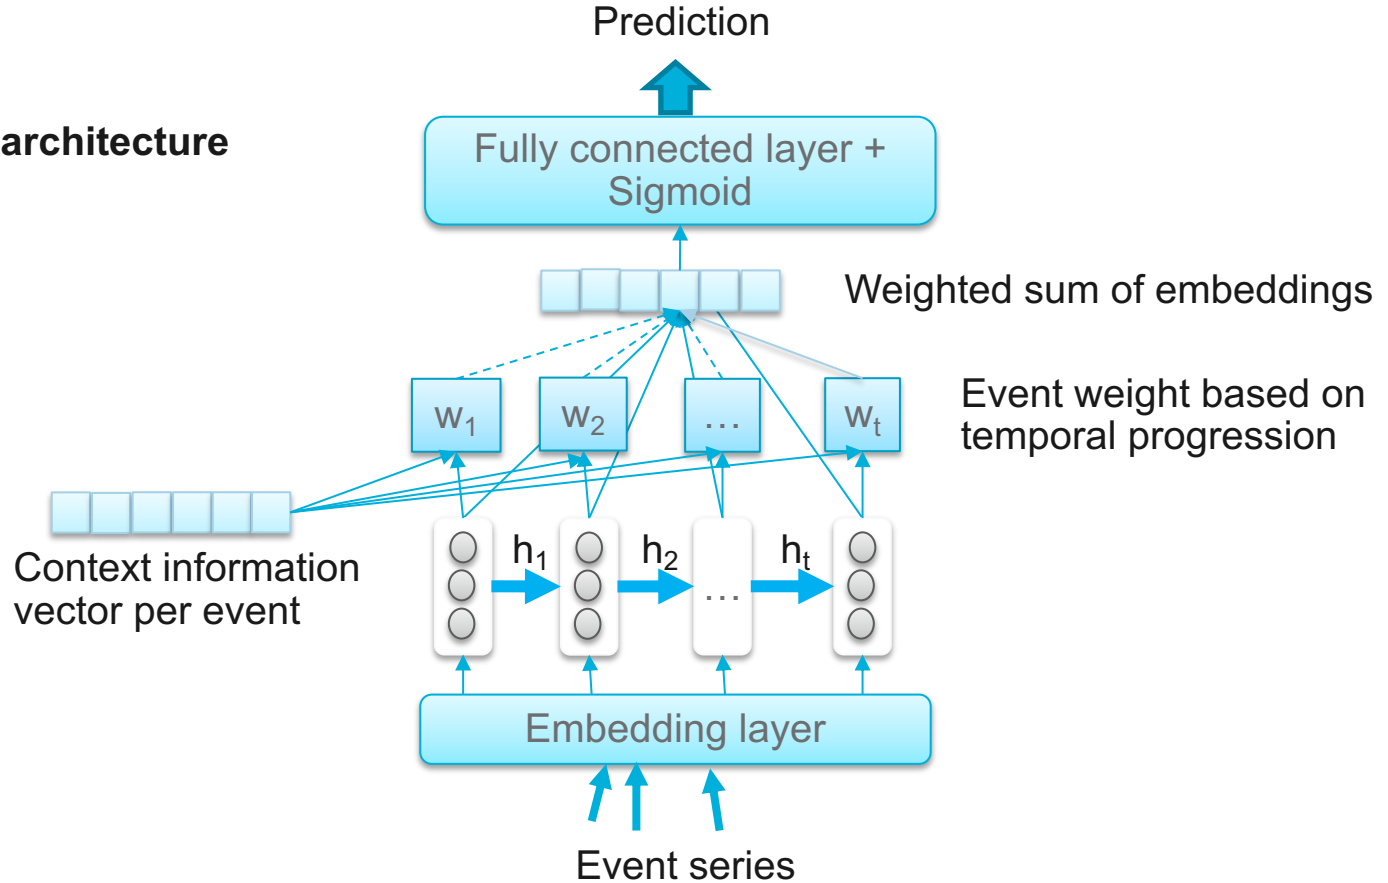 Prediction
architecture
Fully connected layer +
Sigmoid
Weighted sum of embeddings
w1
w2
...
wt
Event weight based on
temporal progression
Context information
vector per event
h1
h2
ht
...
Embedding layer
Event series